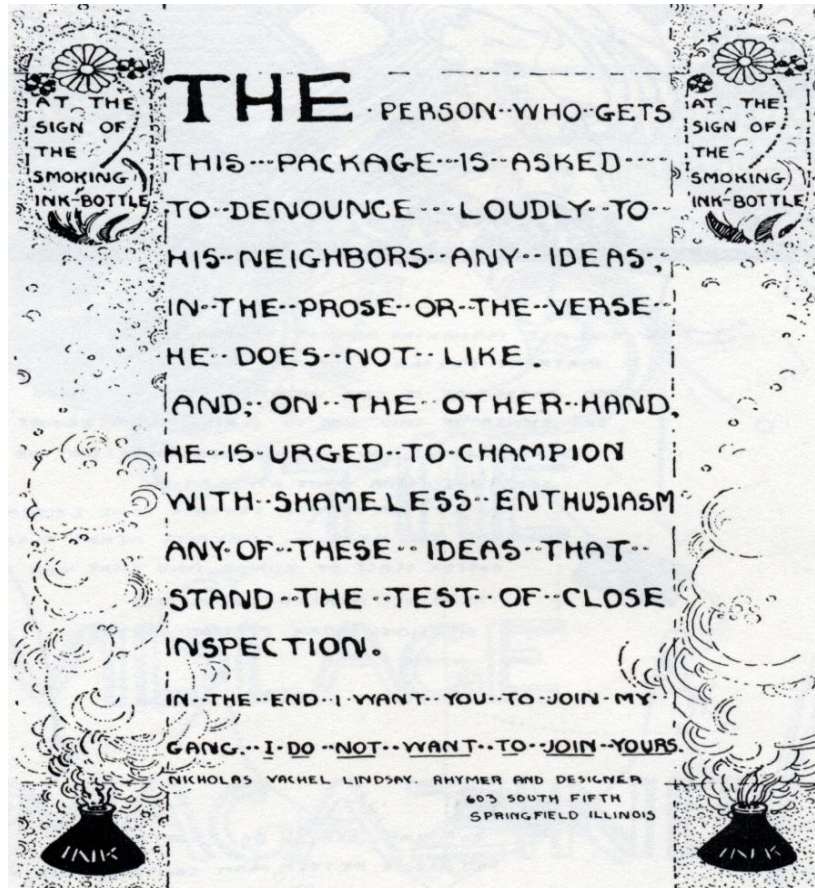 AT THE
SIGN OF
THE
SMOKING
INK-BOTTLE
THE PERSON WHO GETS
THIS PACKAGE IS ASKED
TO DENOUNCE LOUDLY TO
HIS NEIGHBORS ANY IDEAS,
IN THE PROSE OR THE VERSE
HE DOES NOT LIKE.
AND; ON THE OTHER HAND,
HE IS URGED TO CHAMPION
WITH SHAMELESS ENTHUSIASM
ANY OF THESE IDEAS THAT
STAND THE TEST OF CLOSE
INSPECTION.
IN THE END I WANT YOU TO JOIN MY
GANG. I DO NOT WANT TO JOIN YOURS.
NICHOLAS VACHEL LINDSAY. RHYMER AND DESIGNER
603 SOUTH FIFTH
SPRINGFIELD ILLINOIS
INK
AT THE
SIGN OF
THE
SMOKING
INK-BOTTLE
INK